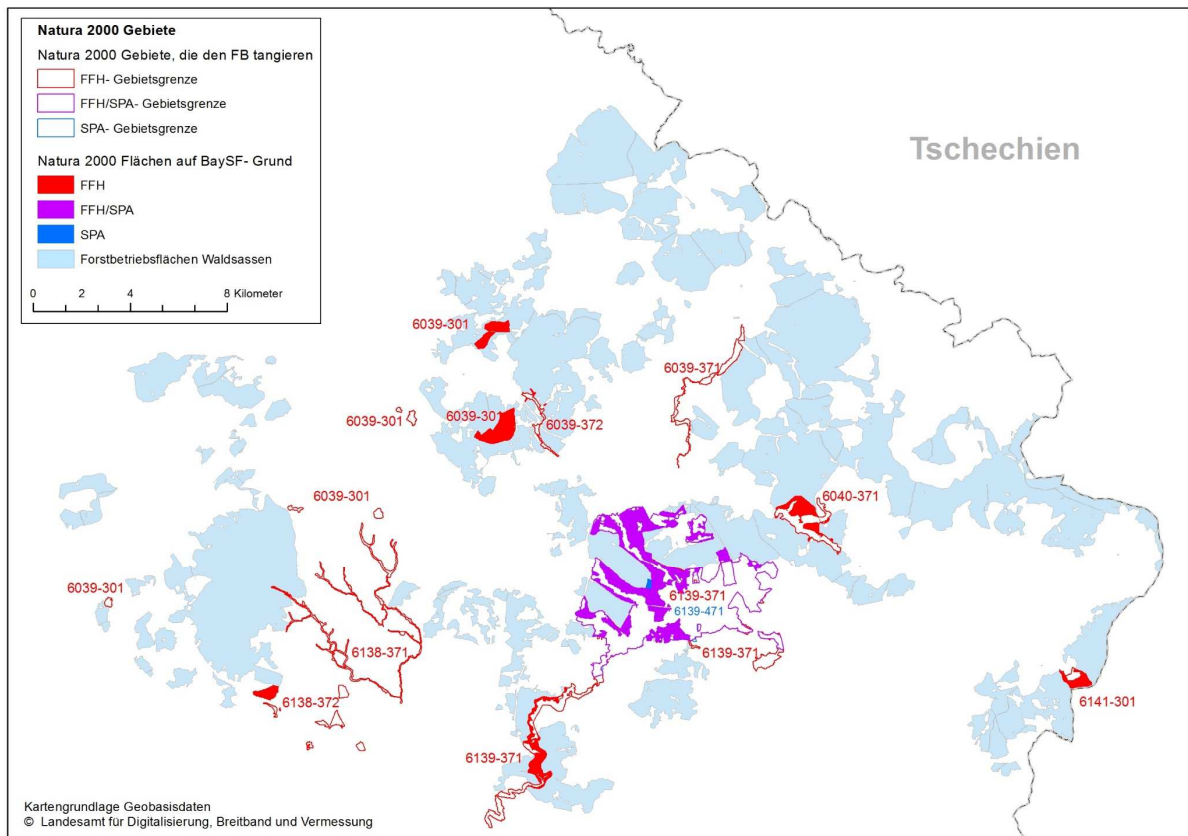 Natura 2000 Gebiete
Natura 2000 Gebiete, die den FB tangieren
FFH- Gebietsgrenze
FFH/SPA- Gebietsgrenze
SPA- Gebietsgrenze
Natura 2000 Flächen auf BaySF- Grund
FFH
FFH/SPA
SPA
Forstbetriebsflächen Waldsassen
0 2 4 8 Kilometer
Tschechien
6039-301
6039-371
6039-301
6039-301
6039-372
6039-301
6040-371
6039-301
6139-371
6139-471
6138-371
6139-371
6138-372
6141-301
6139-371
Kartengrundlage Geobasisdaten
© Landesamt für Digitalisierung, Breitband und Vermessung